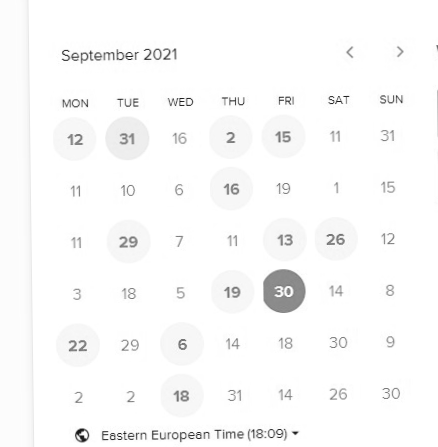 September 2021
MON TUE WED THU FRI SAT SUN
12 31 16 2 15 11 31
11 10 6 16 19 1 15
11 29 7 11 13 26 12
3 18 5 19 30 14 8
22 29 6 14 18 30 9
2 2 18 31 14 26 30
Eastern European Time (18:09)